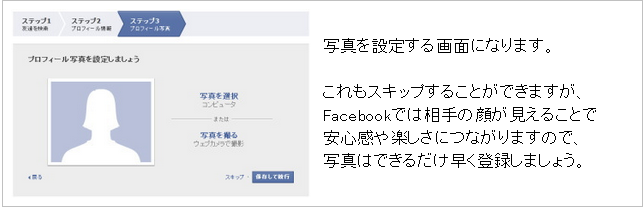 ステップ1
友達を検索
ステップ2
プロフィール情報
ステップ3
プロフィール写真
プロフィール写真を設定しましょう
写真を選択
コンピュータ
または
写真を撮る
ウェブカメラで撮影
◂戻る
スキップ・保存して続行
写真を設定する画面になります。
これもスキップすることができますが、
Facebookでは相手の顔が見えることで
安心感や楽しさにつながりますので、
写真はできるだけ早く登録しましょう。